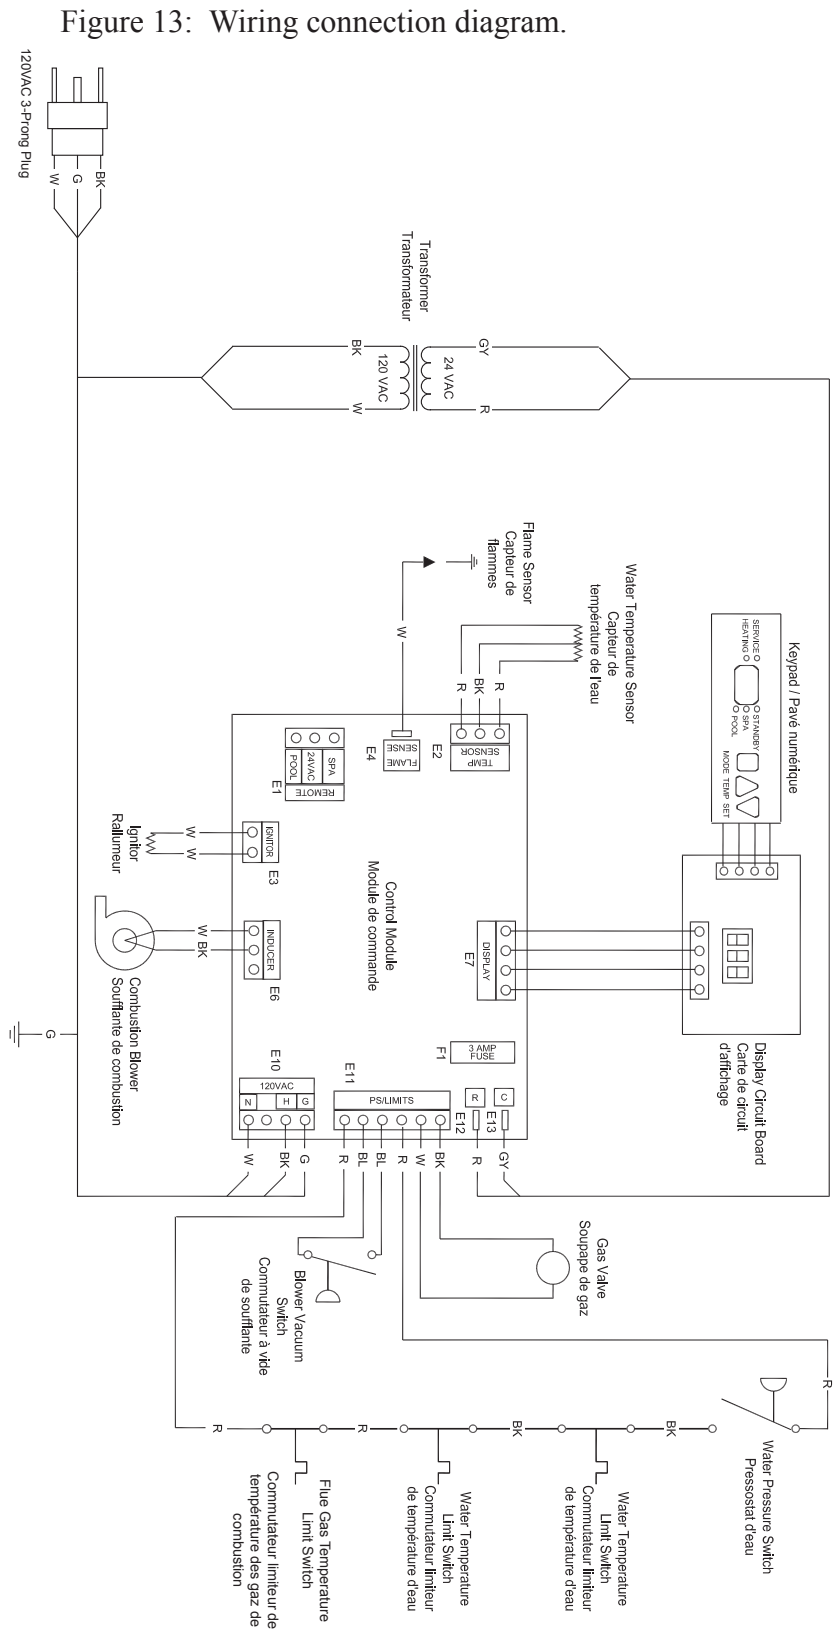 Figure 13:  Wiring connection diagram.
120VAC 3-Prong Plug
BK
G
W
Transformer
Transformateur
BK
W
120 VAC
24 VAC
GY
R
Flame Sensor
Capteur de
flammes
W
Water Temperature Sensor
Capteur de
température de l'eau
R
BK
R
Keypad / Pavé numérique
SERVICE
HEATING
STANDBY
SPA
POOL
MODE TEMP SET
Display Circuit Board
Carte de circuit
d'affichage
Control Module
Module de commande
TEMP
SENSOR
E2
FLAME
SENSE
E4
SPA
24VAC
POOL
REMOTE
E1
IGNITOR
E3
W
W
Ignitor
Rallumeur
INDUCER
E6
W
BK
Combustion Blower
Soufflante de combustion
DISPLAY
E7
3 AMP
FUSE
F1
120VAC
N
H
G
E10
PS/LIMITS
E11
R
E12
C
E13
G
W
BK
G
R
BL
BL
R
W
BK
R
GY
Blower Vacuum
Switch
Commutateur à vide
de soufflante
Gas Valve
Soupape de gaz
R
Water Pressure Switch
Pressostat d'eau
BK
Water Temperature
Limit Switch
Commutateur limiteur
de température d'eau
BK
Water Temperature
Limit Switch
Commutateur limiteur
de température d'eau
R
Flue Gas Temperature
Limit Switch
Commutateur limiteur de
température des gaz de
combustion
R